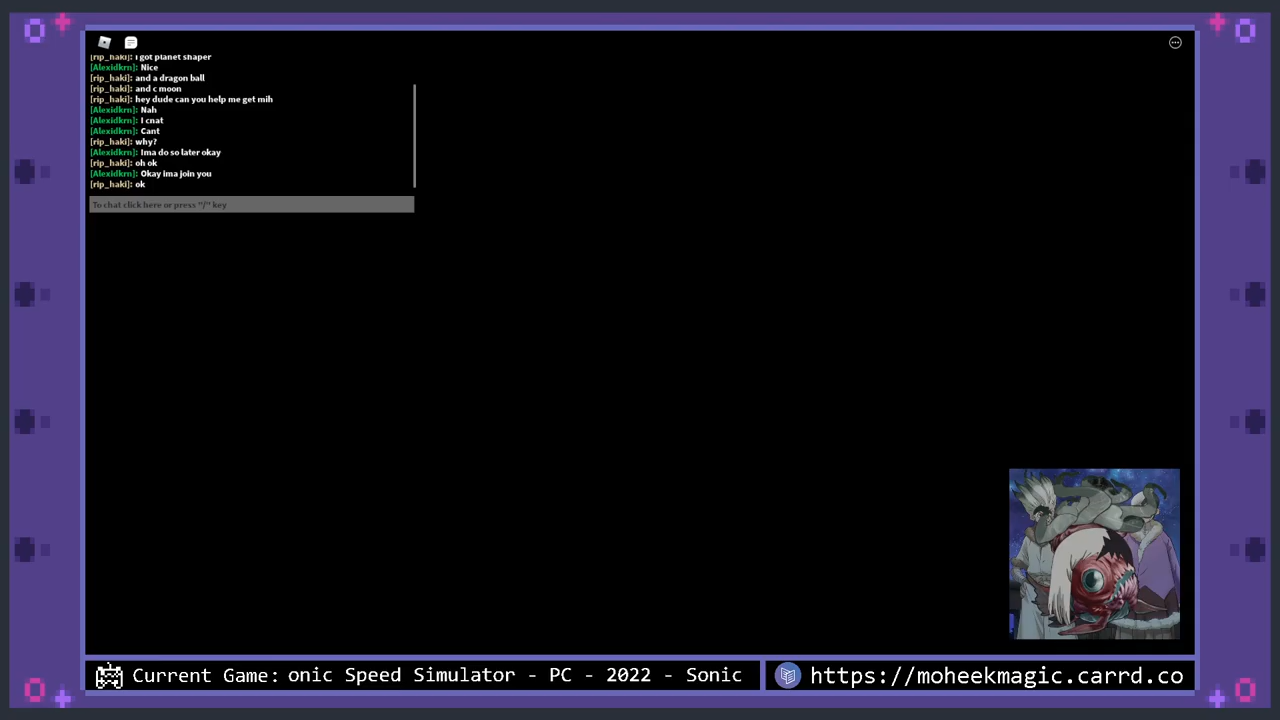 [rip_haki]: I got planet shaper
[Alexidkrn]: Nice
[rip_haki]: and a dragon ball
[rip_haki]: and c moon
[rip_haki]: hey dude can you help me get mih
[Alexidkrn]: Nah
[Alexidkrn]: I cnat
[Alexidkrn]: Cant
[rip_haki]: why?
[Alexidkrn]: Ima do so later okay
[rip_haki]: oh ok
[Alexidkrn]: Okay ima join you
[rip_haki]: ok
To chat click here or press "/" key
Current Game: onic Speed Simulator - PC - 2022 - Sonic
https://moheekmagic.carrd.co